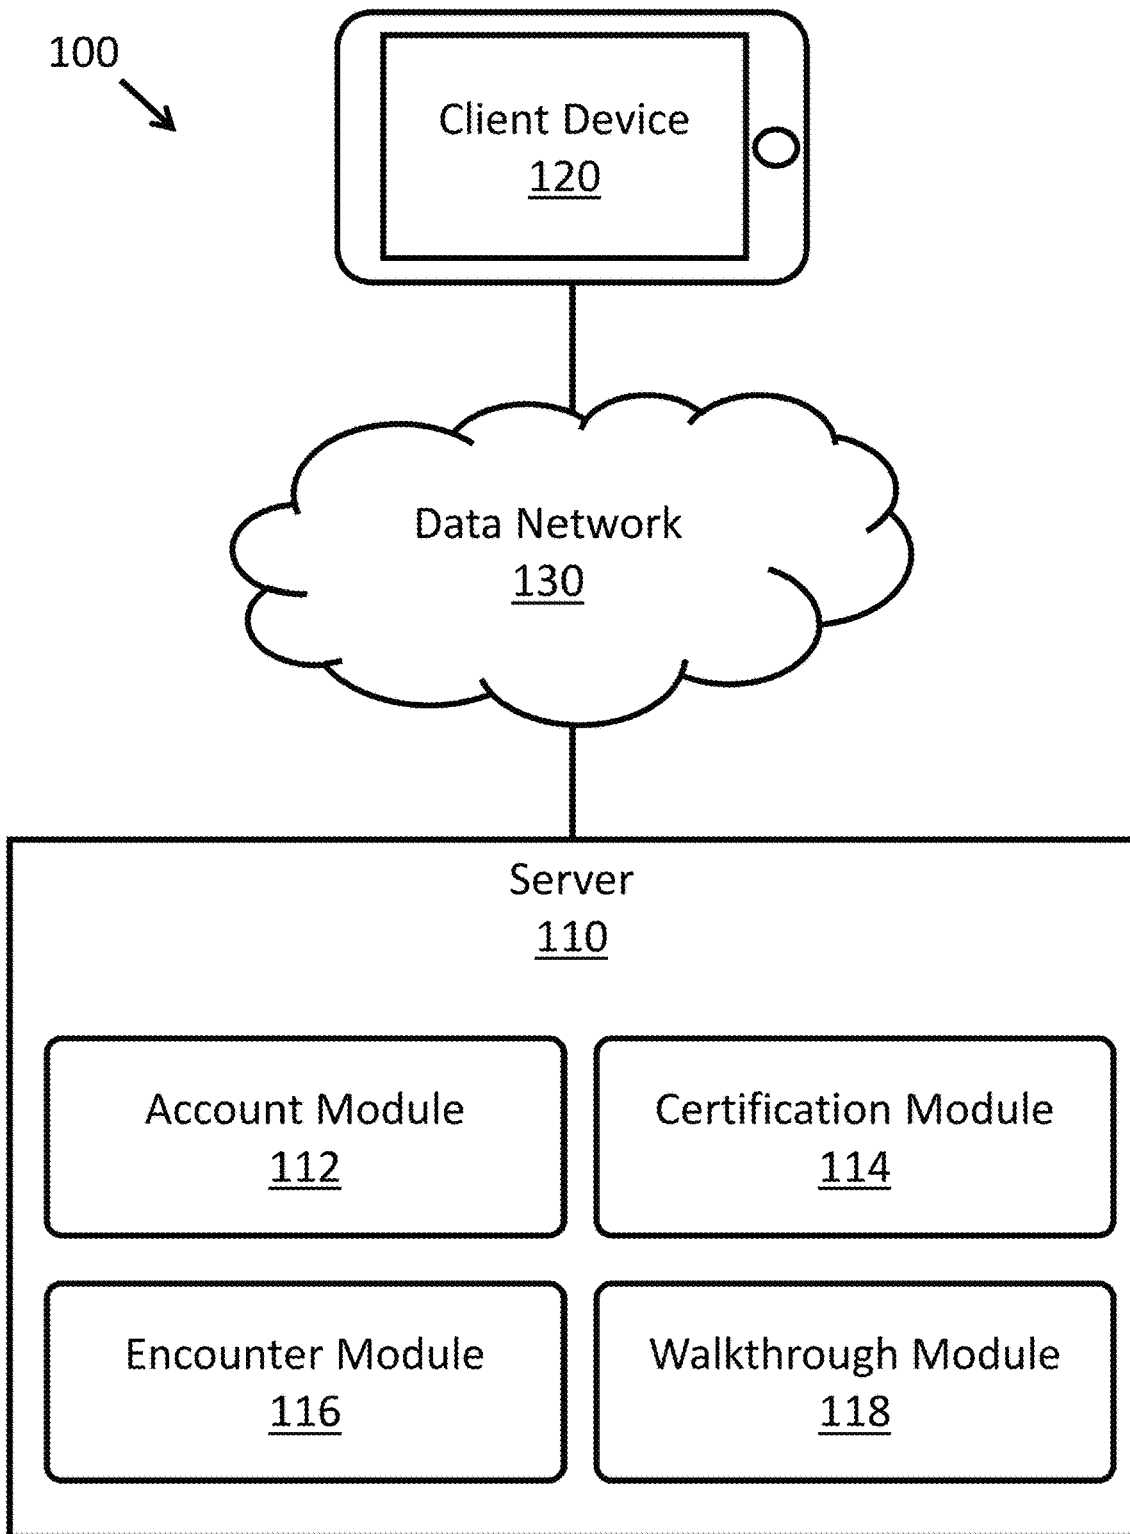 100
Client Device
120
Data Network
130
Server
110
Account Module
112
Certification Module
114
Encounter Module
116
Walkthrough Module
118